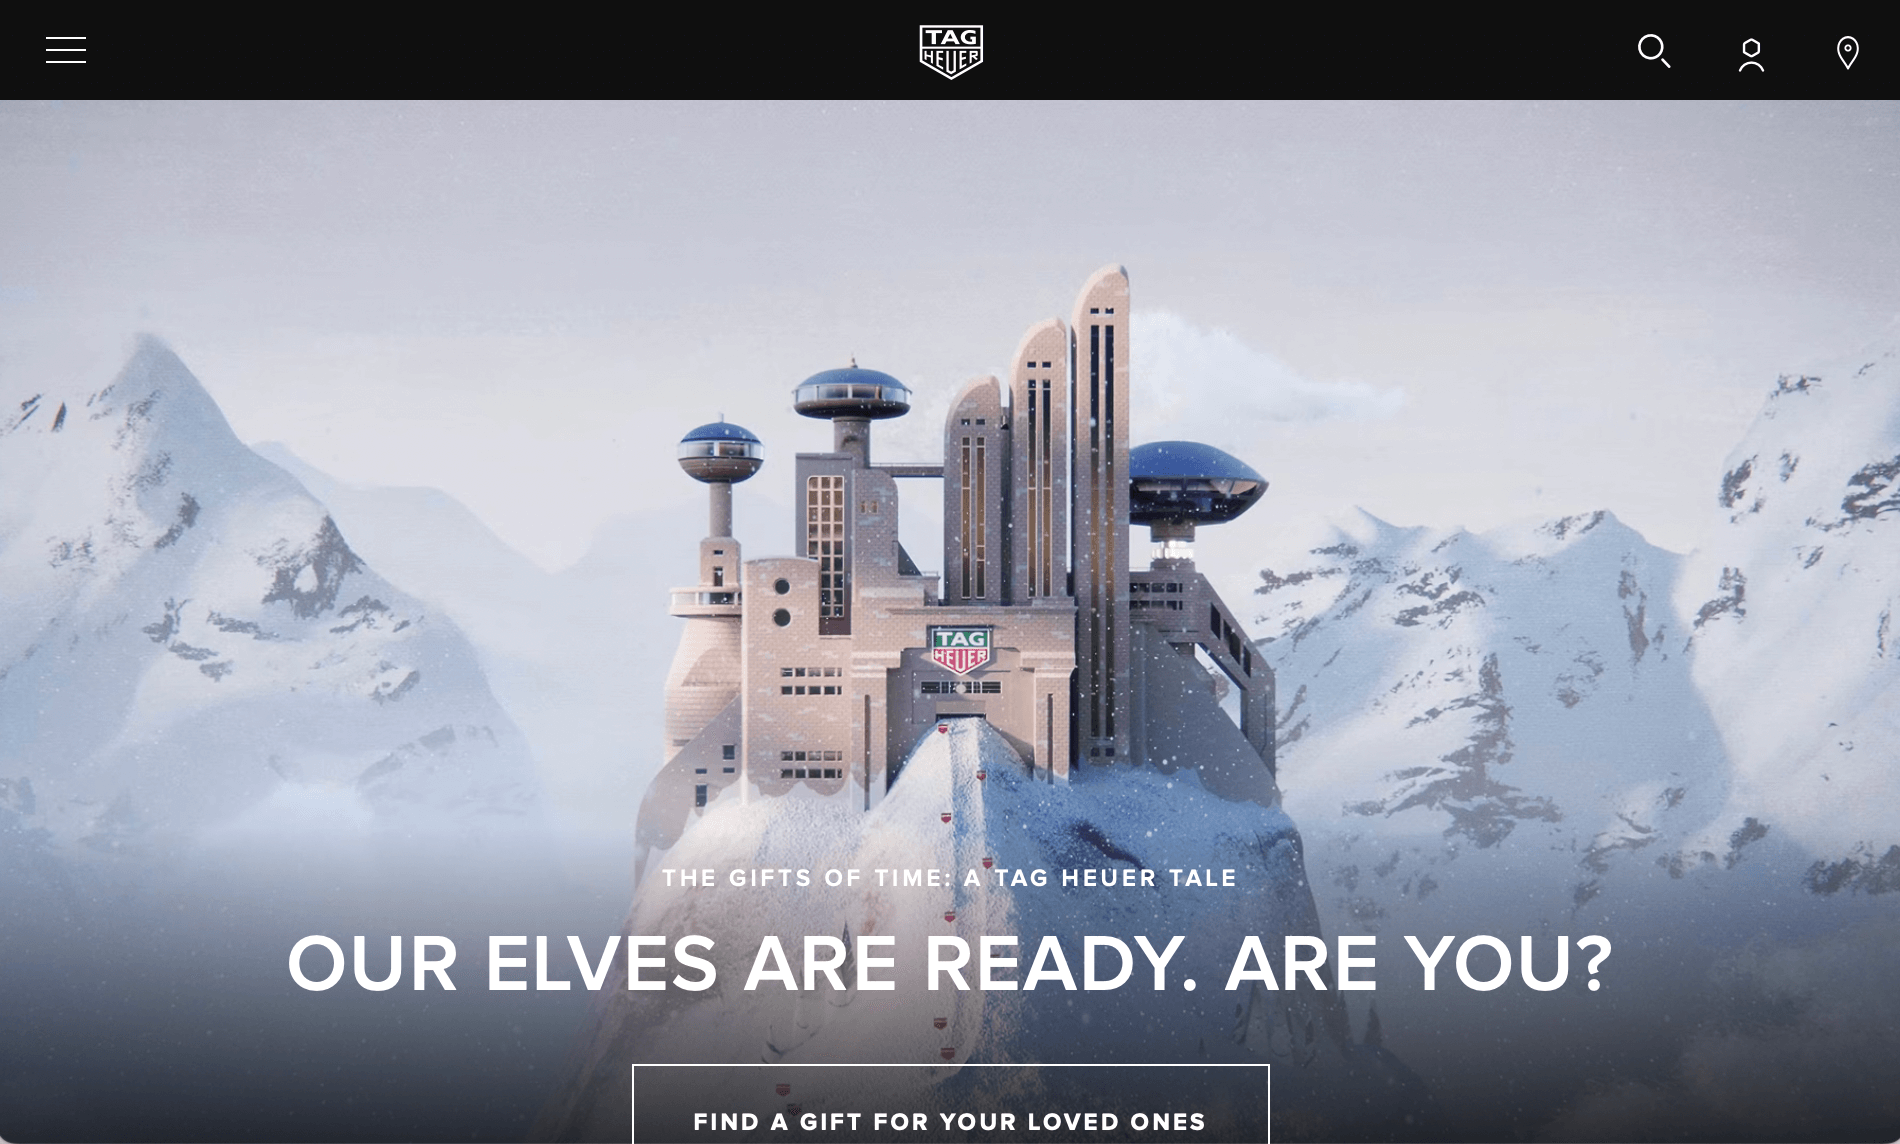 TAG
HEUER
TAG
HEUER
THE GIFTS OF TIME: A TAG HEUER TALE
OUR ELVES ARE READY. ARE YOU?
FIND A GIFT FOR YOUR LOVED ONES